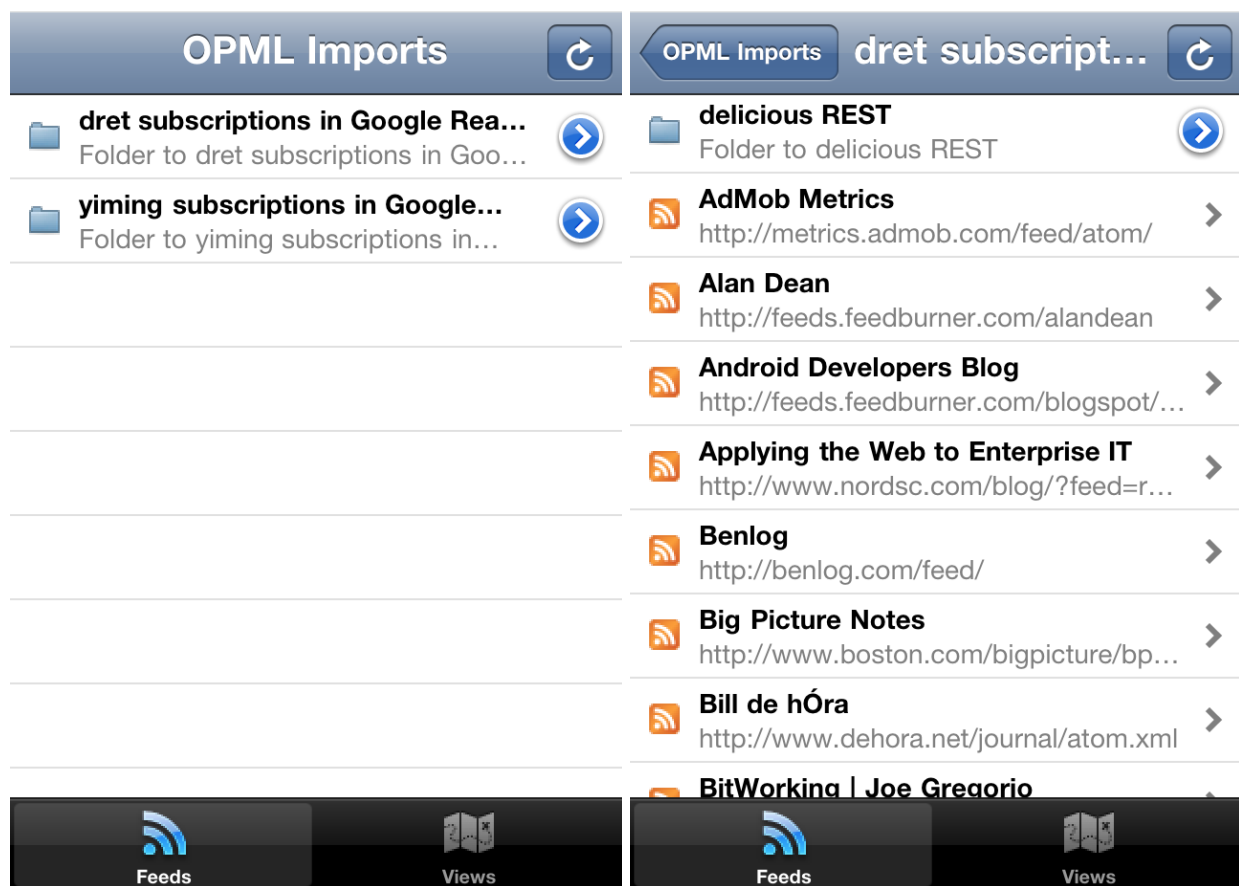 OPML Imports
dret subscriptions in Google Rea...
Folder to dret subscriptions in Goo...
yiming subscriptions in Google...
Folder to yiming subscriptions in...
Feeds
Views
OPML Imports
dret subscript...
delicious REST
Folder to delicious REST
AdMob Metrics
http://metrics.admob.com/feed/atom/
Alan Dean
http://feeds.feedburner.com/alandean
Android Developers Blog
http://feeds.feedburner.com/blogspot/...
Applying the Web to Enterprise IT
http://www.nordsc.com/blog/?feed=r...
Benlog
http://benlog.com/feed/
Big Picture Notes
http://www.boston.com/bigpicture/bp...
Bill de hÓra
http://www.dehora.net/journal/atom.xml
BitWorking | Joe Gregorio
Feeds
Views